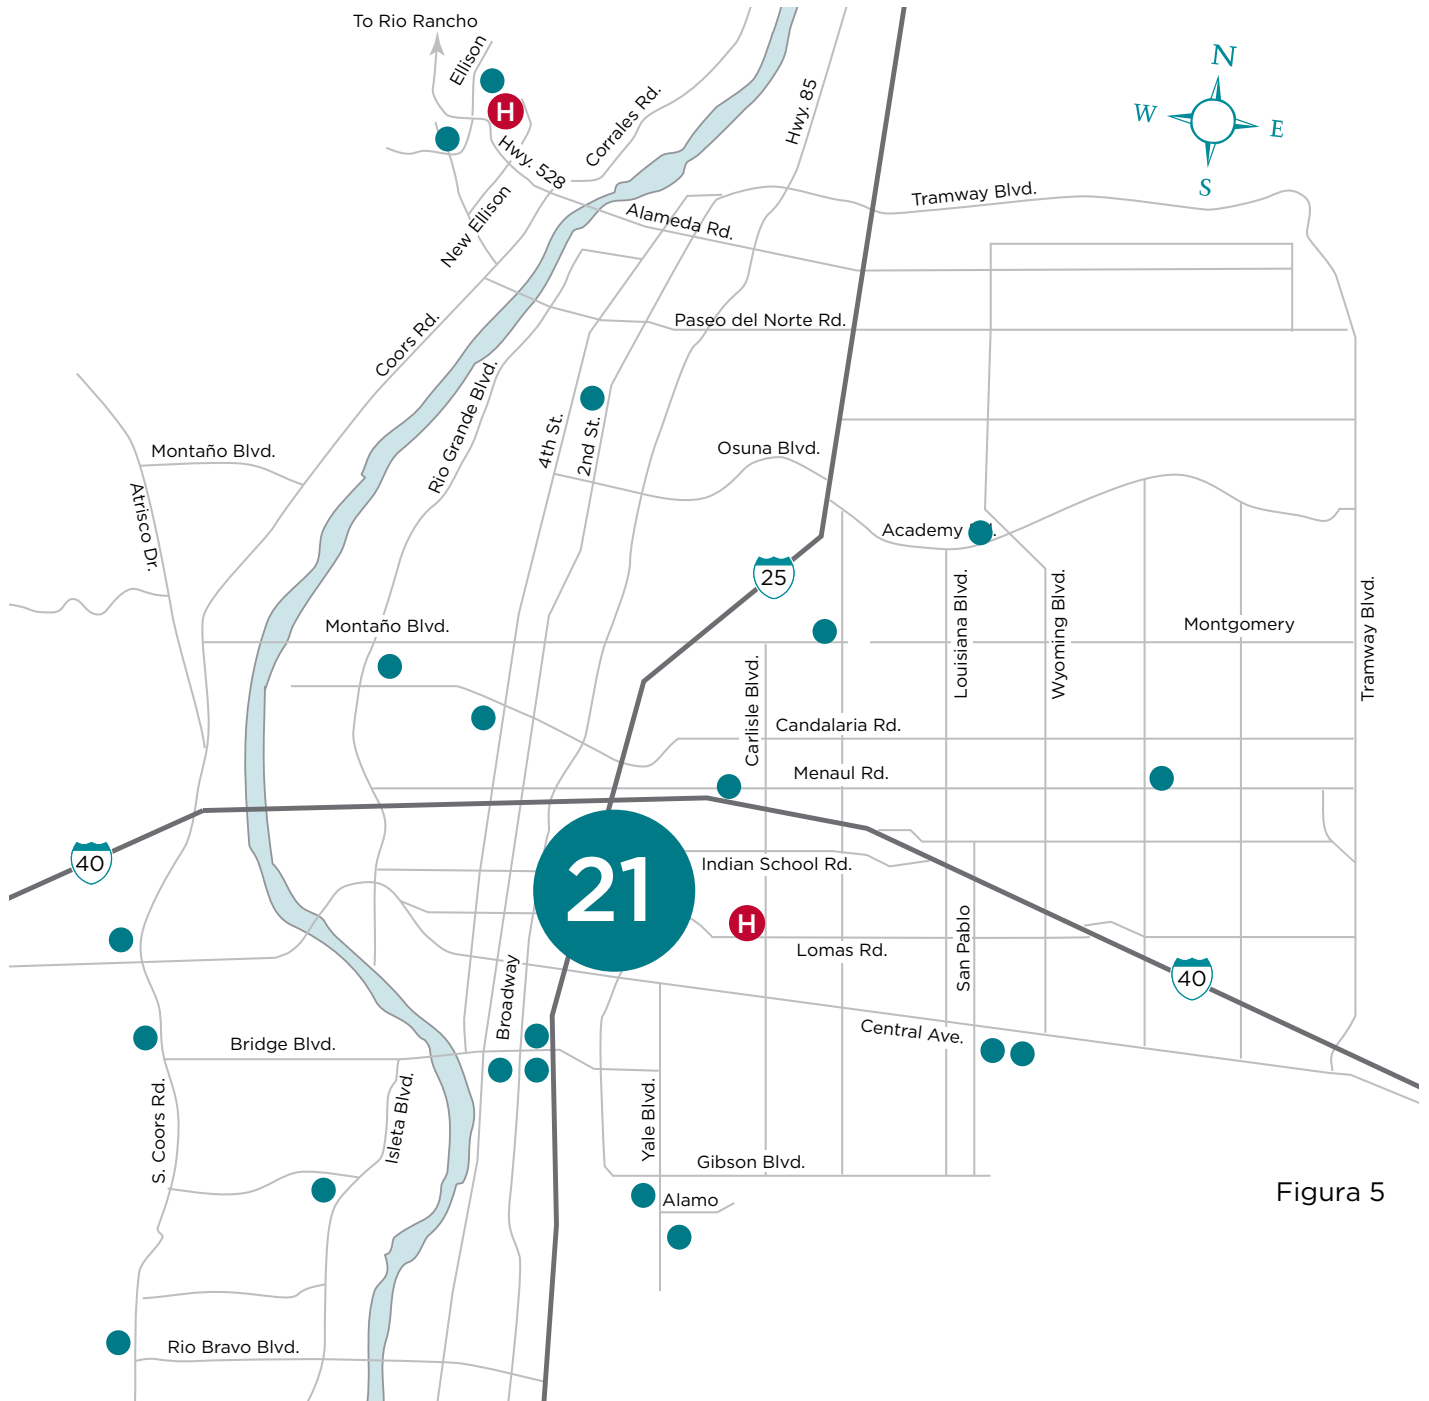 To Rio Rancho
Ellison
H
Corrales Rd.
Hwy. 85
N
W
E
S
Hwy. 528
New Ellison
Alameda Rd.
Tramway Blvd.
Coors Rd.
Paseo del Norte Rd.
Rio Grande Blvd.
4th St.
2nd St.
Montaño Blvd.
Osuna Blvd.
Atrisco Dr.
Academy
25
Montaño Blvd.
Louisiana Blvd.
Wyoming Blvd.
Montgomery
Tramway Blvd.
Carlisle Blvd.
Candalaria Rd.
Menaul Rd.
40
21
Indian School Rd.
H
Lomas Rd.
San Pablo
40
Broadway
Central Ave.
Bridge Blvd.
S. Coors Rd.
Isleta Blvd.
Yale Blvd.
Gibson Blvd.
Alamo
Figura 5
Rio Bravo Blvd.